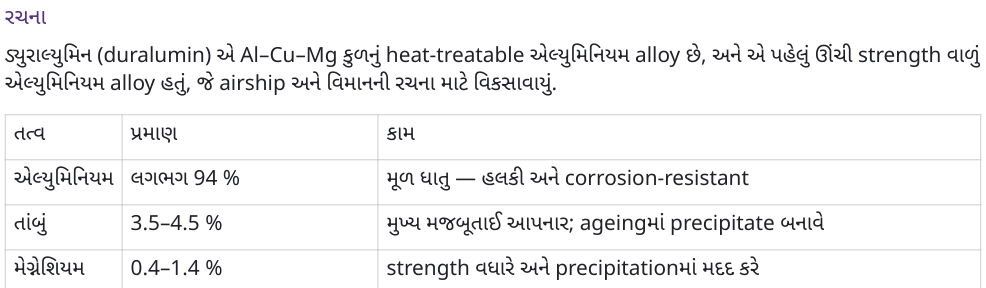 રચના
ડ્યુરાલ્યુમિન (duralumin) એ Al–Cu–Mg કુળનું heat-treatable એલ્યુમિનિયમ alloy છે, અને એ પહેલું ઊંચી strength વાળું
એલ્યુમિનિયમ alloy હતું, જે airship અને વિમાનની રચના માટે વિકસાવાયું.
તત્વ પ્રમાણ કામ
એલ્યુમિનિયમ લગભગ 94 % મૂળ ધાતુ — હલકી અને corrosion-resistant
તાંબું 3.5–4.5 % મુખ્ય મજબૂતાઈ આપનાર; ageingમાં precipitate બનાવે
મેગ્નેશિયમ 0.4–1.4 % strength વધારે અને precipitationમાં મદદ કરે